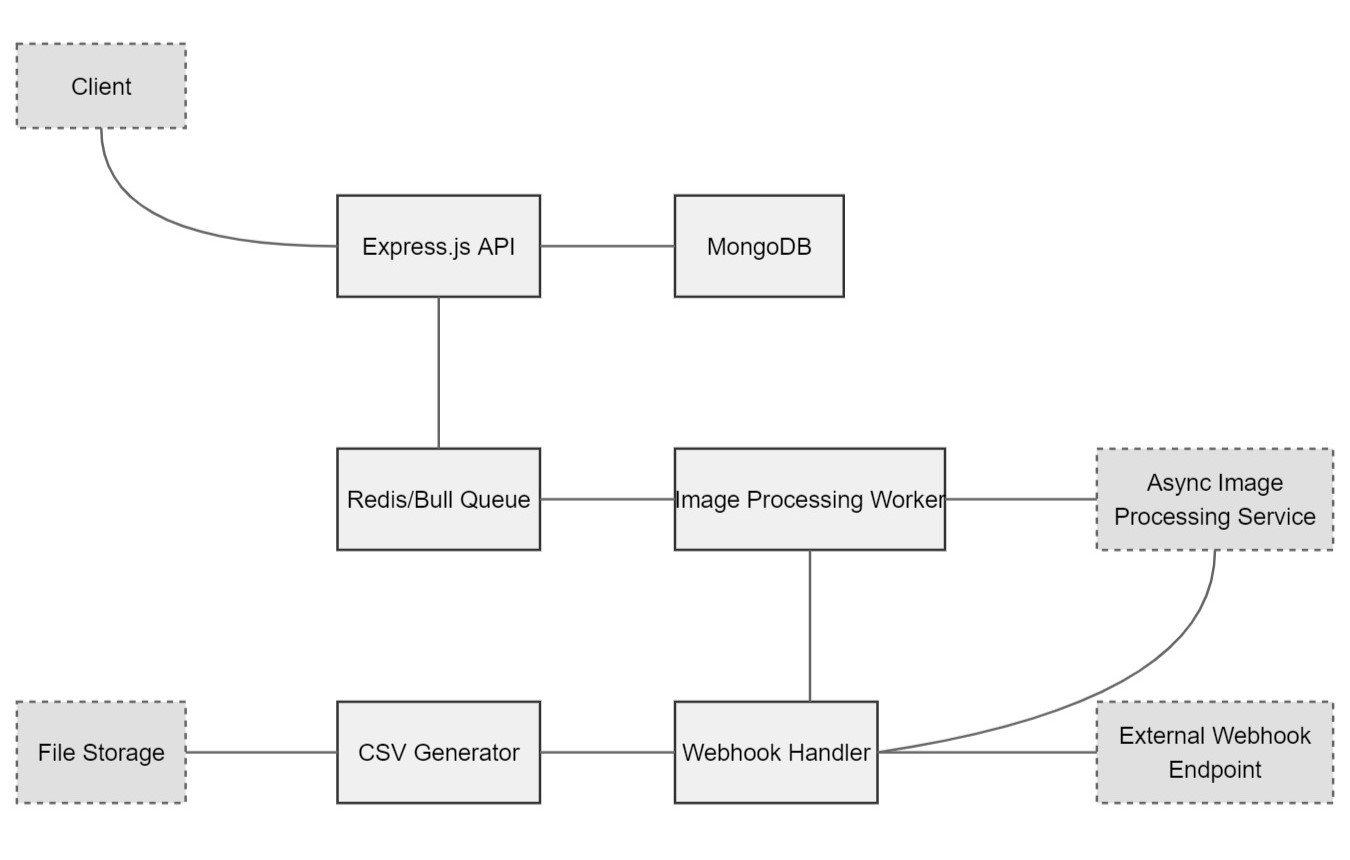 Client
Express.js API
MongoDB
Redis/Bull Queue
Image Processing Worker
Async Image
Processing Service
File Storage
CSV Generator
Webhook Handler
External Webhook
Endpoint